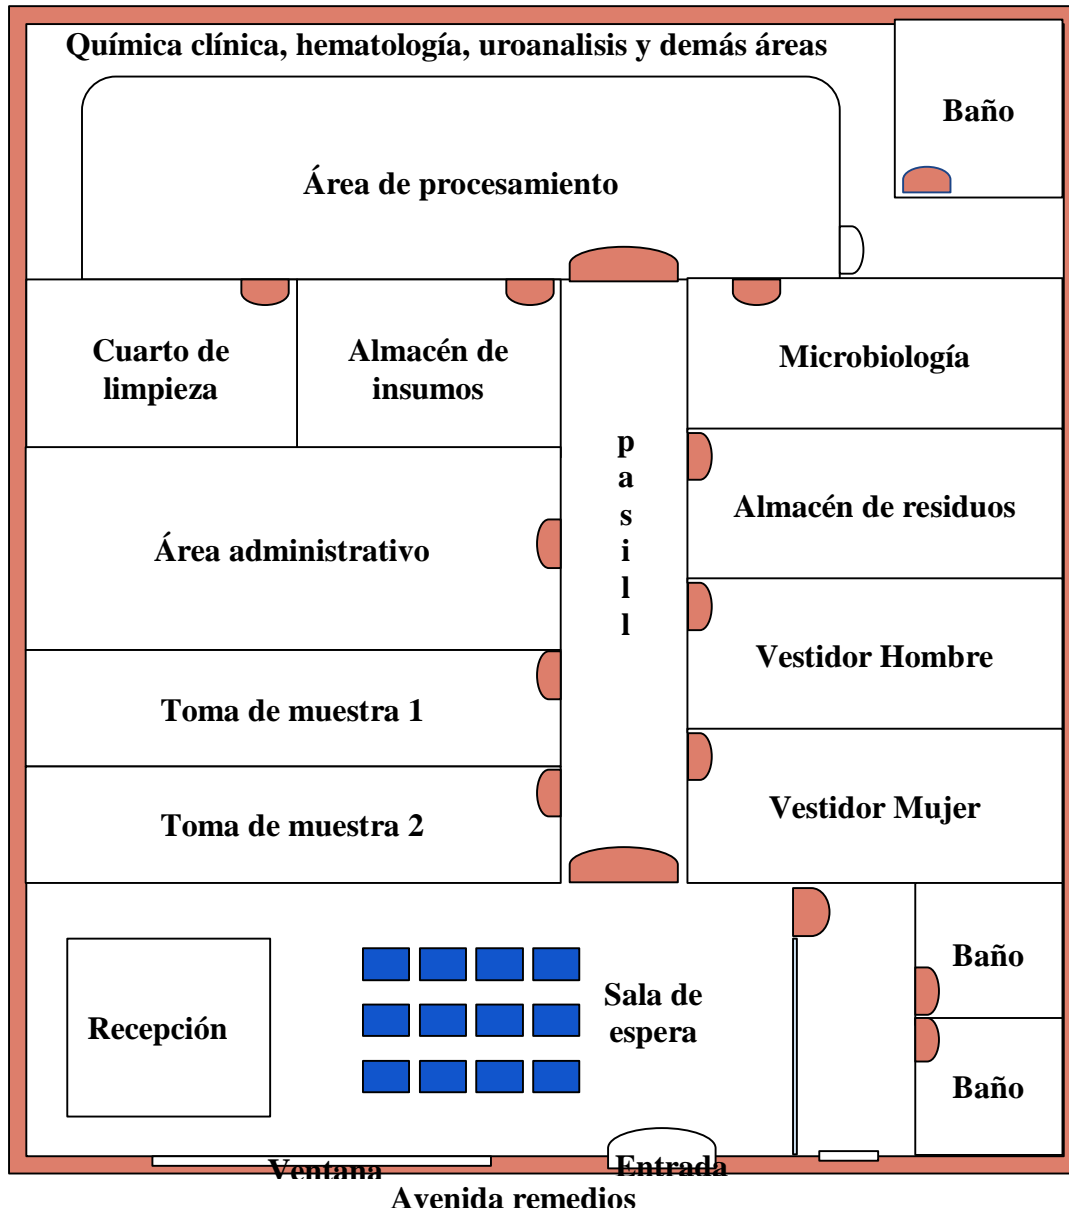 Química clínica, hematología, uroanalisis y demás áreas
Baño
Área de procesamiento
Cuarto de
limpieza
Almacén de
insumos
Microbiología
p
a
s
i
l
l
Almacén de residuos
Área administrativo
Vestidor Hombre
Toma de muestra 1
Vestidor Mujer
Toma de muestra 2
Recepción
Sala de
espera
Baño
Baño
Ventana
Entrada
Avenida remedios